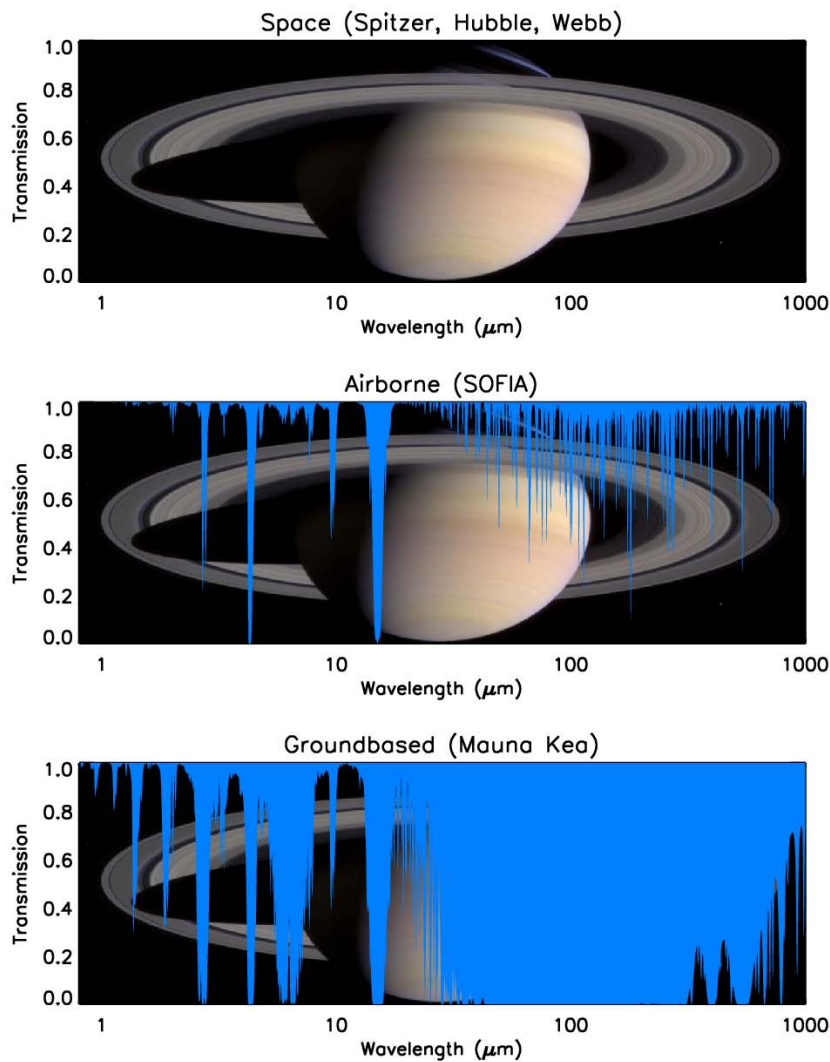 Space (Spitzer, Hubble, Webb)
1.0
0.8
0.6
0.4
0.2
0.0
Transmission
1 10 100 1000
Wavelength (μm)
Airborne (SOFIA)
1.0
0.8
0.6
0.4
0.2
0.0
Transmission
1 10 100 1000
Wavelength (μm)
Groundbased (Mauna Kea)
1.0
0.8
0.6
0.4
0.2
0.0
Transmission
1 10 100 1000
Wavelength (μm)